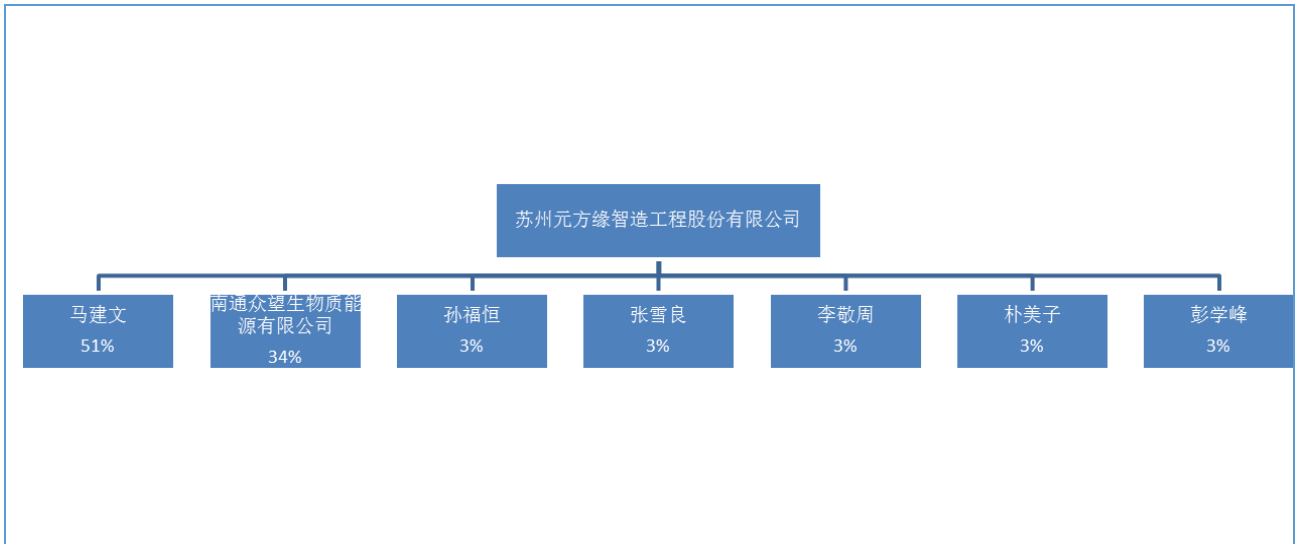 苏州元方缘智造工程股份有限公司
马建文
51%
南通众望生物质能
源有限公司
34%
孙福恒
3%
张雪良
3%
李敬周
3%
朴美子
3%
彭学峰
3%